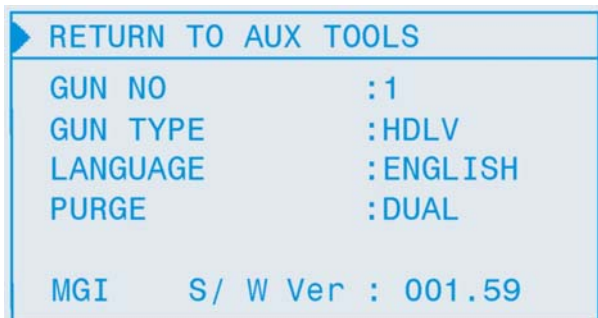 RETURN TO AUX TOOLS
GUN NO :1
GUN TYPE :HDLV
LANGUAGE :ENGLISH
PURGE :DUAL
MGI S/ W Ver : 001.59